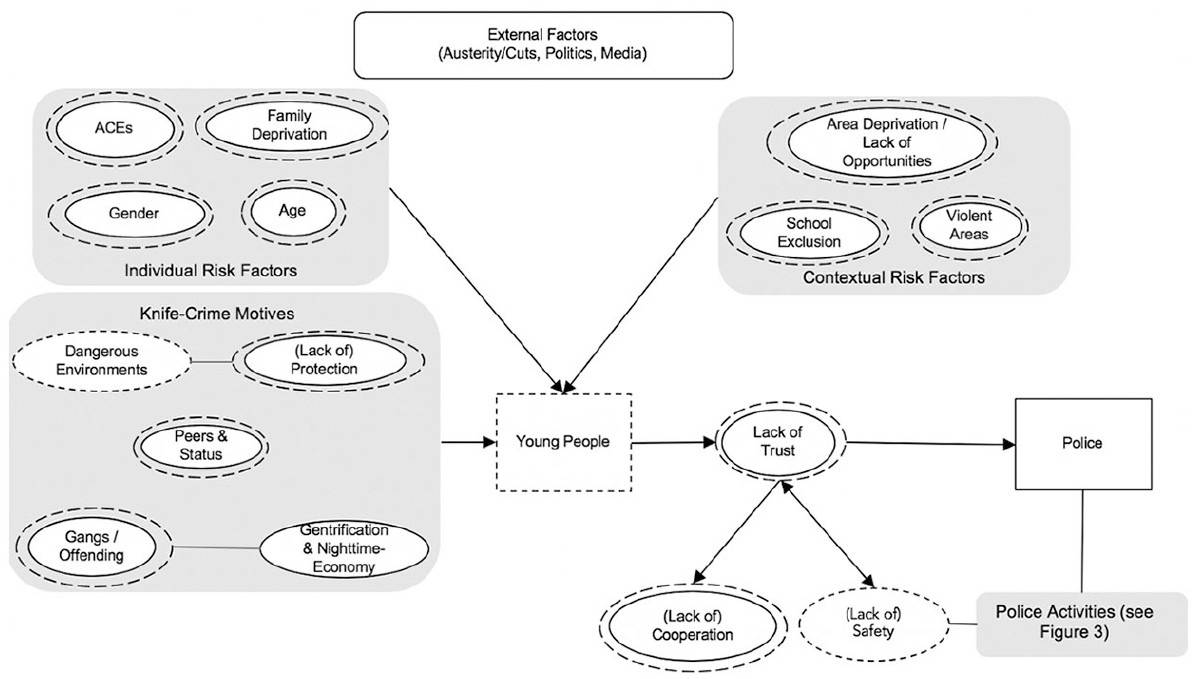 External Factors
(Austerity/Cuts, Politics, Media)
ACEs
Family
Deprivation
Gender
Age
Individual Risk Factors
Area Deprivation /
Lack of
Opportunities
School
Exclusion
Violent
Areas
Contextual Risk Factors
Knife-Crime Motives
Dangerous
Environments
(Lack of)
Protection
Peers &
Status
Gangs /
Offending
Gentrification
& Nighttime-
Economy
Young People
Lack of
Trust
Police
(Lack of)
Cooperation
(Lack of)
Safety
Police Activities (see
Figure 3)